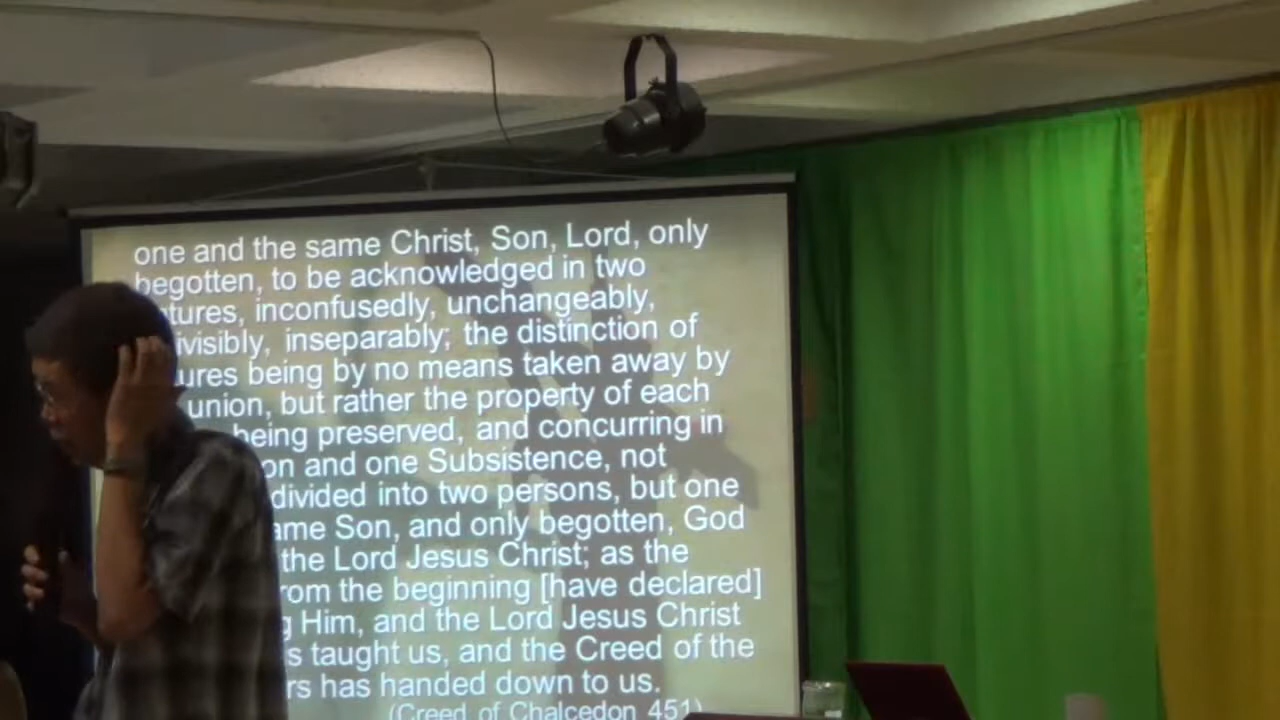 one and the same Christ, Son, Lord, only
begotten, to be acknowledged in two
tures, inconfusedly, unchangeably,
ivisibly, inseparably; the distinction of
ures being by no means taken away by
union, but rather the property of each
being preserved, and concurring in
on and one Subsistence, not
divided into two persons, but one
ame Son, and only begotten, God
the Lord Jesus Christ; as the
rom the beginning [have declared]
g Him, and the Lord Jesus Christ
s taught us, and the Creed of the
rs has handed down to us.
(Creed of Chalcedon 451)